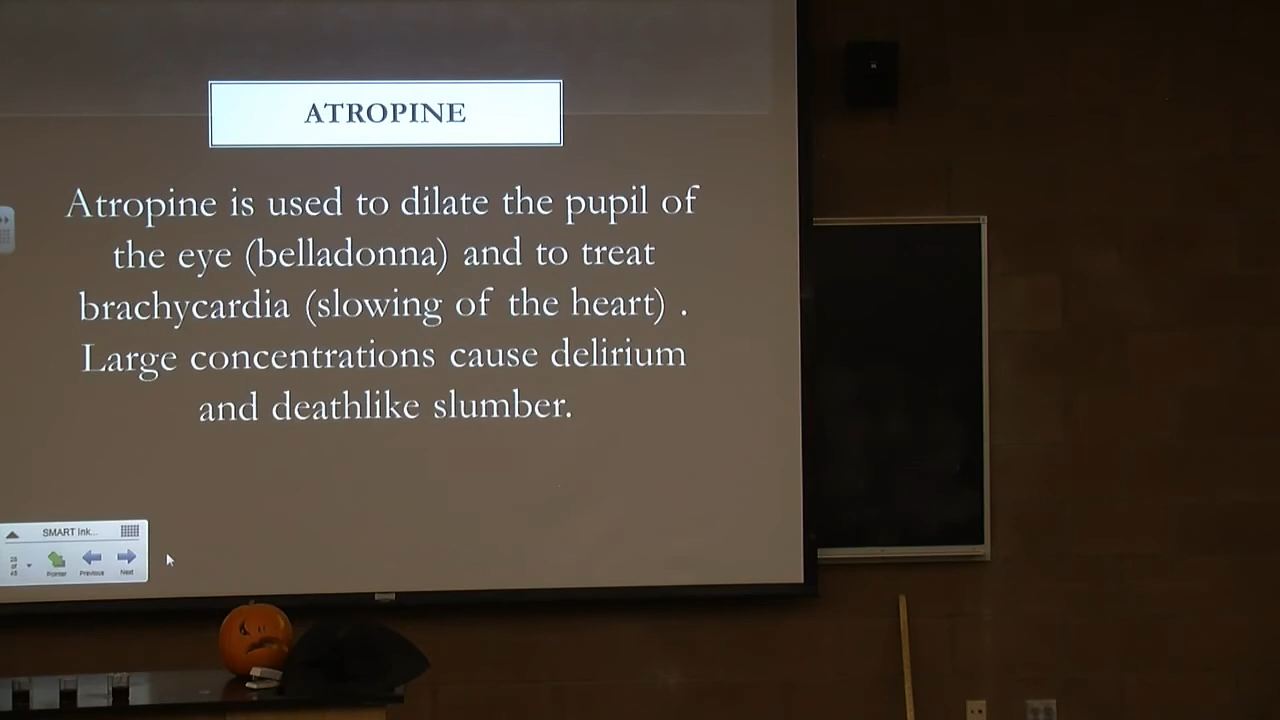 ATROPINE
Atropine is used to dilate the pupil of
the eye (belladonna) and to treat
brachycardia (slowing of the heart) .
Large concentrations cause delirium
and deathlike slumber.
SMART Ink...
Pointer
Previous
Next